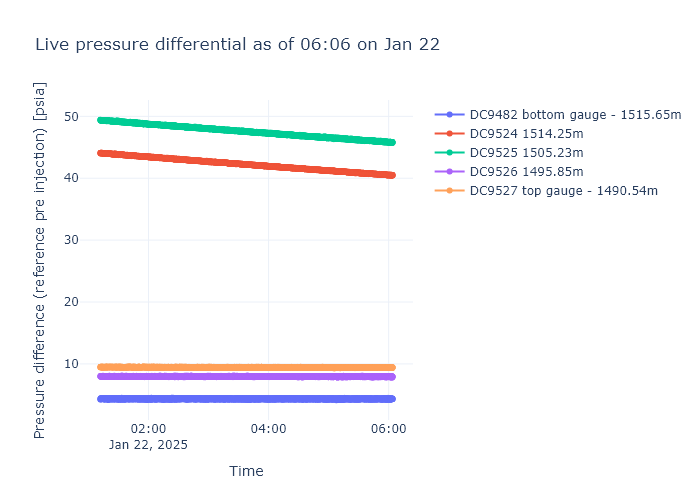 Live pressure differential as of 06:06 on Jan 22
Pressure difference (reference pre injection) [psia]
50
40
30
20
10
02:00
Jan 22, 2025
04:00
06:00
Time
DC9482 bottom gauge - 1515.65m
DC9524 1514.25m
DC9525 1505.23m
DC9526 1495.85m
DC9527 top gauge - 1490.54m